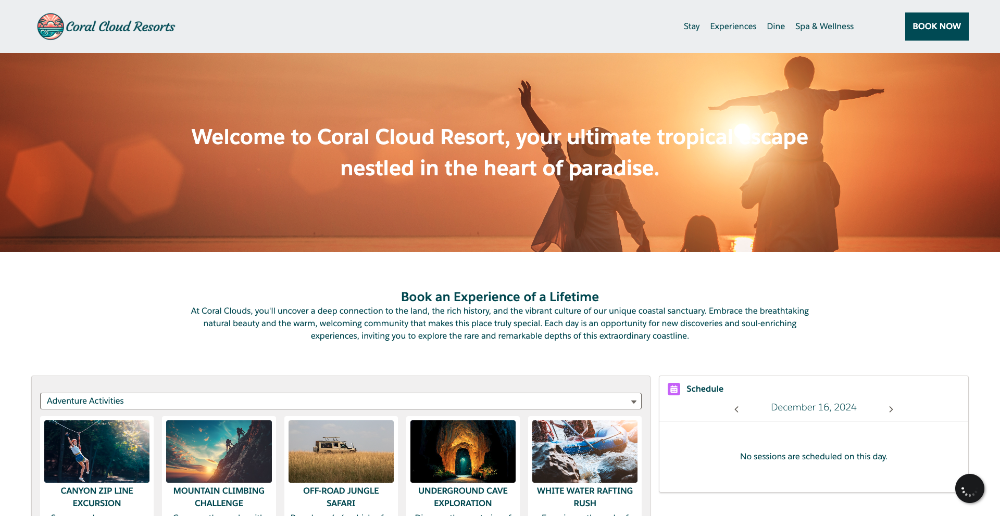 Coral Cloud Resorts
Stay Experiences Dine Spa & Wellness
BOOK NOW
Welcome to Coral Cloud Resort, your ultimate tropical escape
nestled in the heart of paradise.
Book an Experience of a Lifetime
At Coral Clouds, you'll uncover a deep connection to the land, the rich history, and the vibrant culture of our unique coastal sanctuary. Embrace the breathtaking
natural beauty and the warm, welcoming community that makes this place truly special. Each day is an opportunity for new discoveries and soul-enriching
experiences, inviting you to explore the rare and remarkable depths of this extraordinary coastline.
Adventure Activities
CANYON ZIP LINE
EXCURSION
MOUNTAIN CLIMBING
CHALLENGE
OFF-ROAD JUNGLE
SAFARI
UNDERGROUND CAVE
EXPLORATION
WHITE WATER RAFTING
RUSH
Schedule
December 16, 2024
No sessions are scheduled on this day.